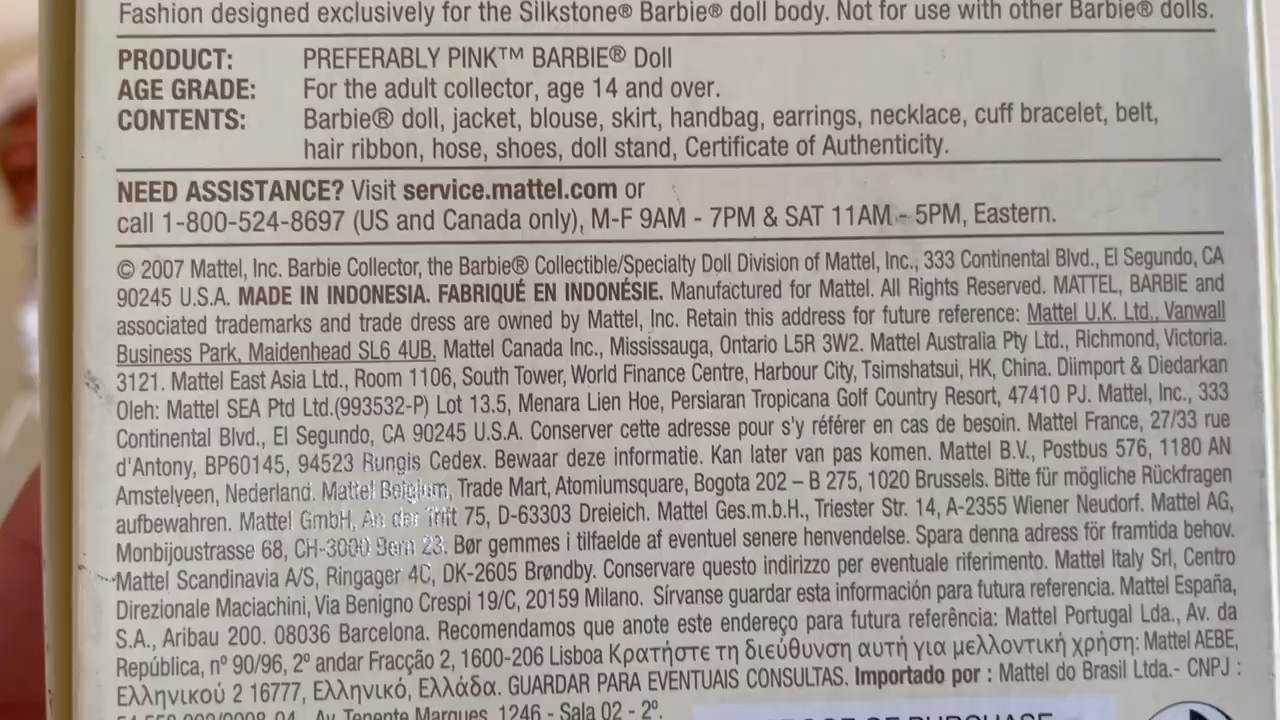 Fashion designed exclusively for the Silkstone® Barbie® doll body. Not for use with other Barbie® dolls.
PRODUCT: PREFERABLY PINK™ BARBIE® Doll
AGE GRADE: For the adult collector, age 14 and over.
CONTENTS: Barbie® doll, jacket, blouse, skirt, handbag, earrings, necklace, cuff bracelet, belt,
hair ribbon, hose, shoes, doll stand, Certificate of Authenticity.
NEED ASSISTANCE? Visit service.mattel.com or
call 1-800-524-8697 (US and Canada only), M-F 9AM - 7PM & SAT 11AM - 5PM, Eastern.
© 2007 Mattel, Inc. Barbie Collector, the Barbie® Collectible/Specialty Doll Division of Mattel, Inc., 333 Continental Blvd., El Segundo, CA
90245 U.S.A. MADE IN INDONESIA. FABRIQUÉ EN INDONÉSIE. Manufactured for Mattel. All Rights Reserved. MATTEL, BARBIE and
associated trademarks and trade dress are owned by Mattel, Inc. Retain this address for future reference: Mattel U.K. Ltd., Vanwall
Business Park, Maidenhead SL6 4UB. Mattel Canada Inc., Mississauga, Ontario L5R 3W2. Mattel Australia Pty Ltd., Richmond, Victoria.
3121. Mattel East Asia Ltd., Room 1106, South Tower, World Finance Centre, Harbour City, Tsimshatsui, HK, China. Diimport & Diedarkan
Oleh: Mattel SEA Ptd Ltd.(993532-P) Lot 13.5, Menara Lien Hoe, Persiaran Tropicana Golf Country Resort, 47410 PJ. Mattel, Inc., 333
Continental Blvd., El Segundo, CA 90245 U.S.A. Conserver cette adresse pour s'y référer en cas de besoin. Mattel France, 27/33 rue
d'Antony, BP60145, 94523 Rungis Cedex. Bewaar deze informatie. Kan later van pas komen. Mattel B.V., Postbus 576, 1180 AN
Amstelveen, Nederland. Mattel Belgium, Trade Mart, Atomiumsquare, Bogota 202 – B 275, 1020 Brussels. Bitte für mögliche Rückfragen
aufbewahren. Mattel GmbH, An der Trift 75, D-63303 Dreieich. Mattel Ges.m.b.H., Triester Str. 14, A-2355 Wiener Neudorf. Mattel AG,
Monbijoustrasse 68, CH-3000 Bern 23. Bør gemmes i tilfaelde af eventuel senere henvendelse. Spara denna adress för framtida behov.
Mattel Scandinavia A/S, Ringager 4C, DK-2605 Brøndby. Conservare questo indirizzo per eventuale riferimento. Mattel Italy Srl, Centro
Direzionale Maciachini, Via Benigno Crespi 19/C, 20159 Milano. Sírvanse guardar esta información para futura referencia. Mattel España,
S.A., Aribau 200. 08036 Barcelona. Recomendamos que anote este endereço para futura referência: Mattel Portugal Lda., Av. da
República, nº 90/96, 2º andar Fracção 2, 1600-206 Lisboa Κρατήστε τη διεύθυνση αυτή για μελλοντική χρήση: Mattel AEBE,
Ελληνικού 2 16777, Ελληνικό, Ελλάδα. GUARDAR PARA EVENTUAIS CONSULTAS. Importado por : Mattel do Brasil Ltda.- CNPJ :
Av. Tenente Marques, 1246 - Sala 02 - 2º.